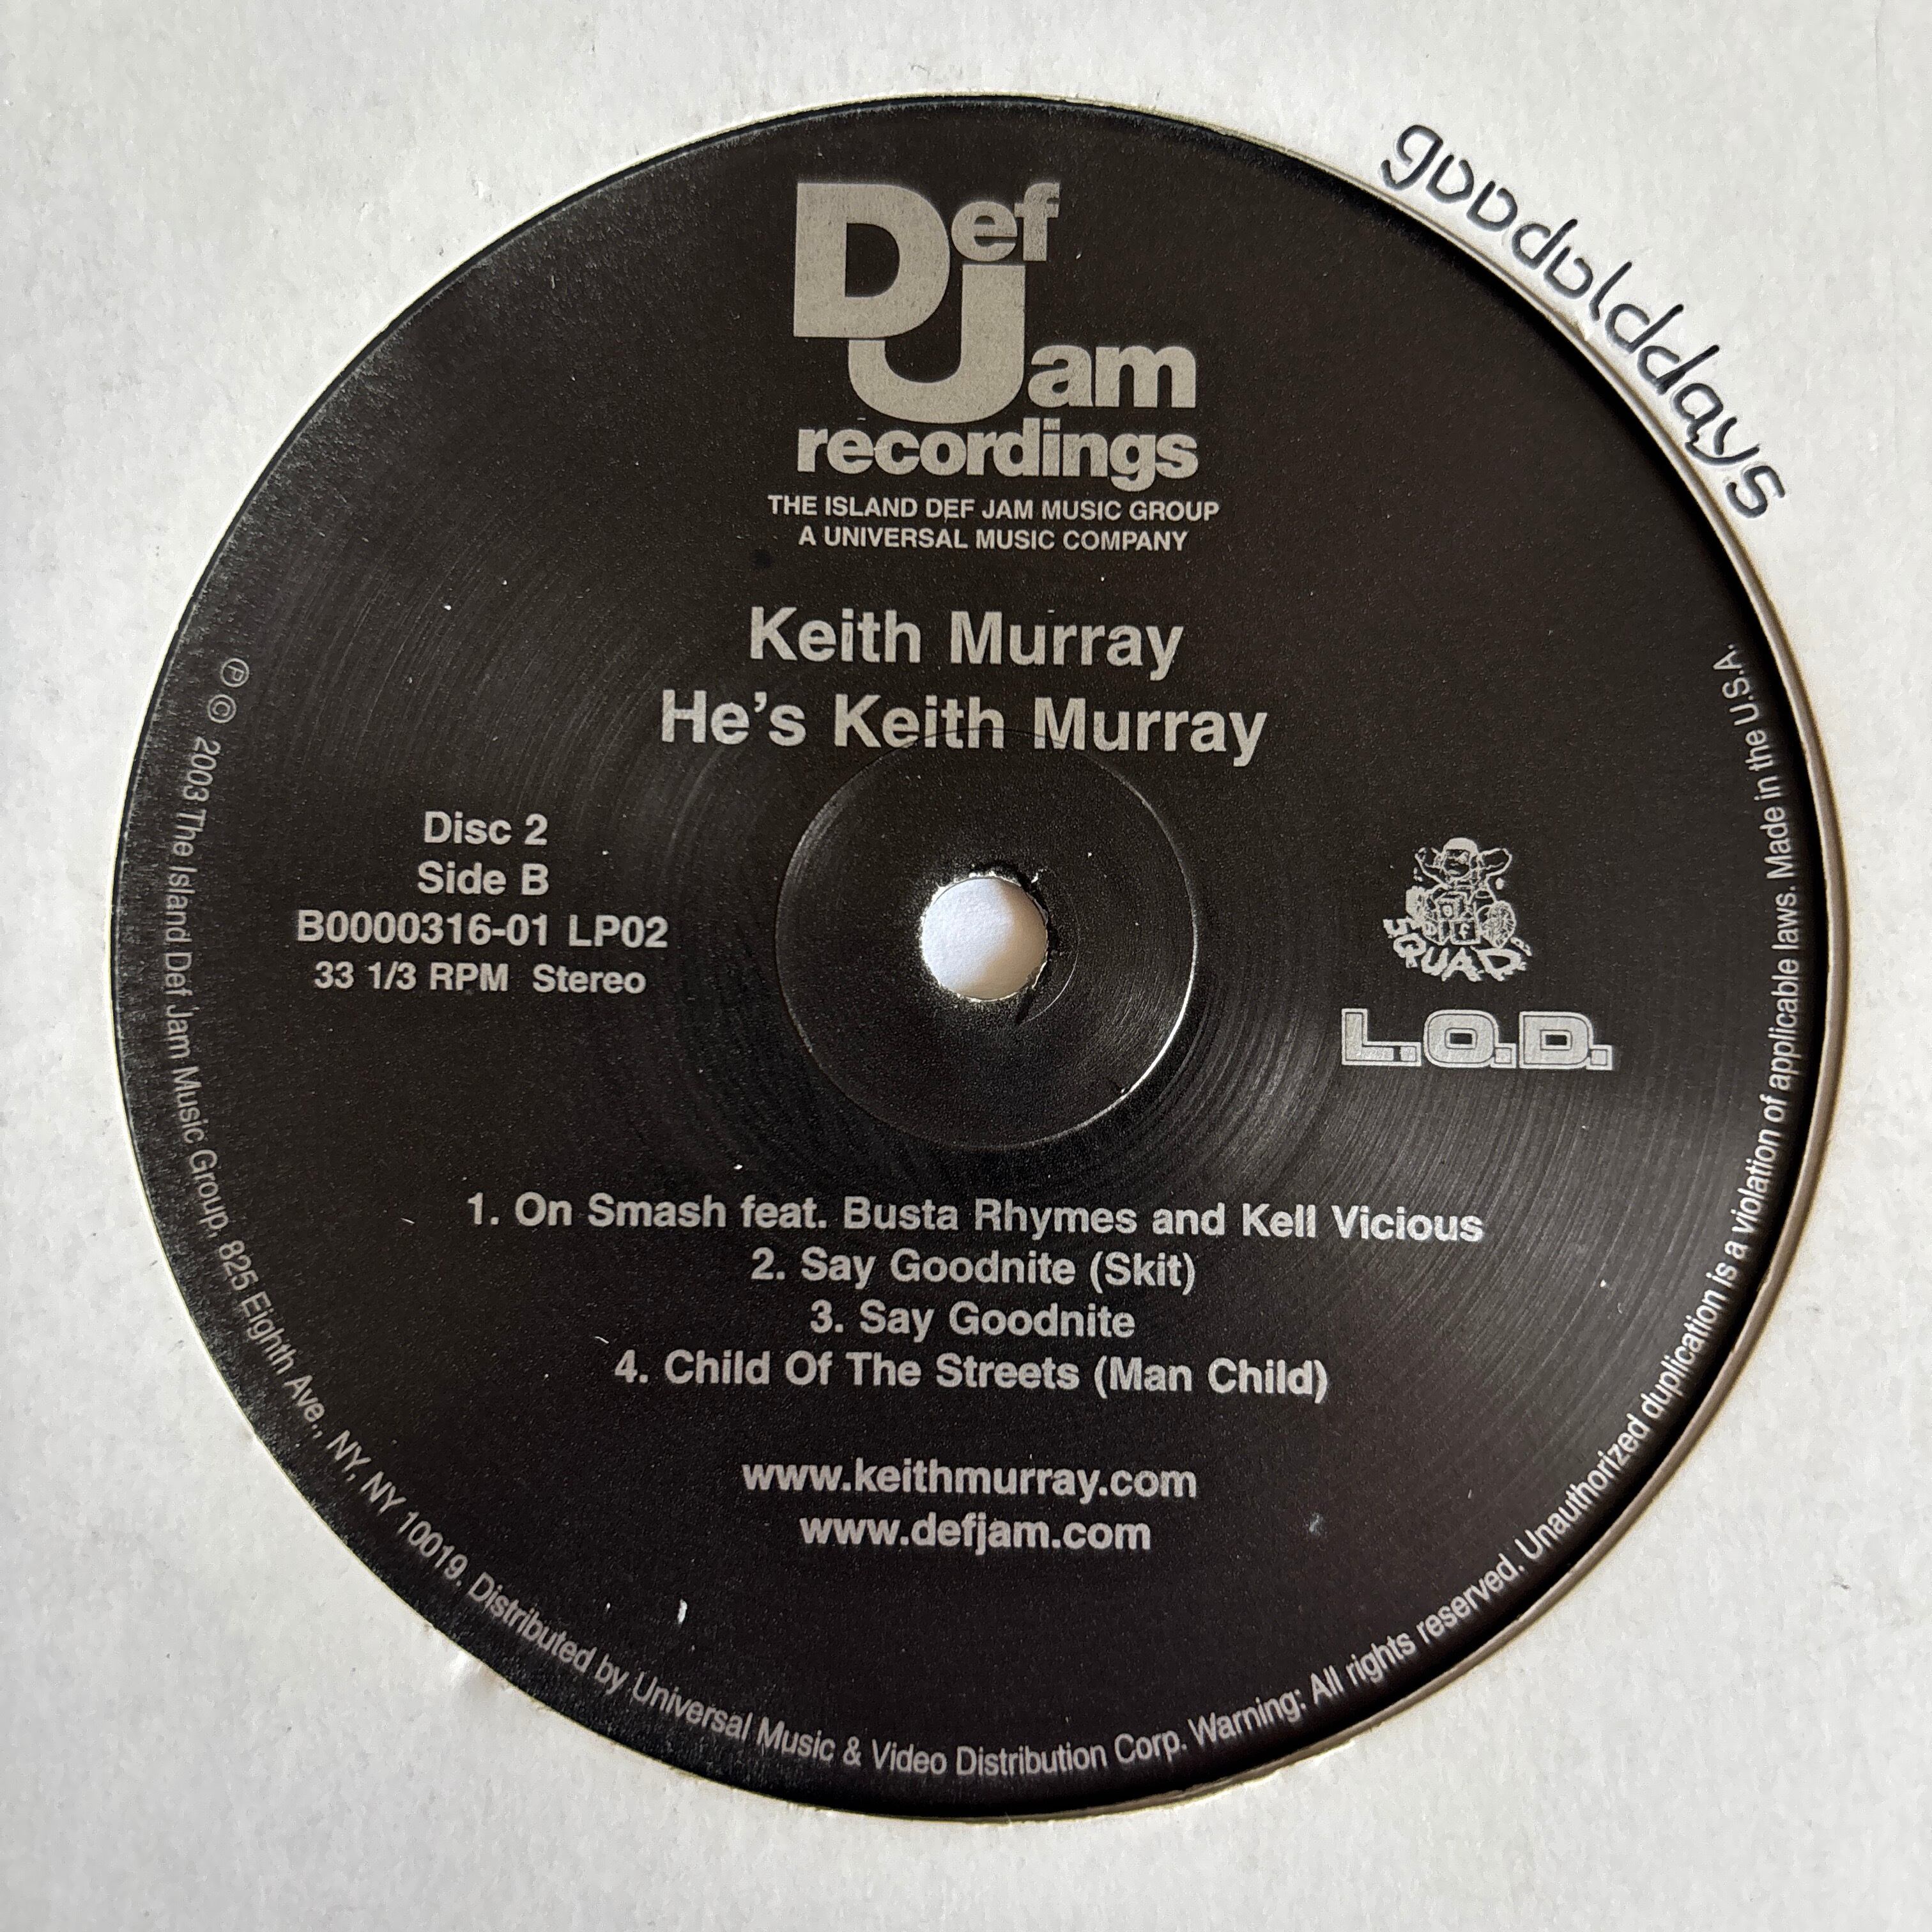 gooddolddays
Def
Jam
recordings
THE ISLAND DEF JAM MUSIC GROUP
A UNIVERSAL MUSIC COMPANY
Keith Murray
He's Keith Murray
Disc 2
Side B
B0000316-01 LP02
33 1/3 RPM Stereo
Def
SQUAD
L.O.D.
1. On Smash feat. Busta Rhymes and Kell Vicious
2. Say Goodnite (Skit)
3. Say Goodnite
4. Child Of The Streets (Man Child)
www.keithmurray.com
www.defjam.com
℗ © 2003 The Island Def Jam Music Group, 825 Eighth Ave., NY, NY 10019. Distributed by Universal Music & Video Distribution Corp. Warning: All rights reserved. Unauthorized duplication is a violation of applicable laws. Made in the U.S.A.